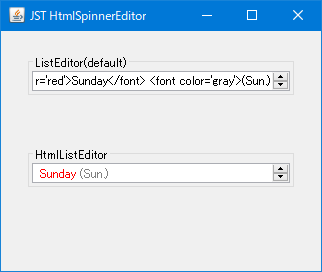 JST HtmlSpinnerEditor
ListEditor(default)
r='red'>Sunday</font> <font color='gray'>(Sun.)
HtmlListEditor
Sunday (Sun.)